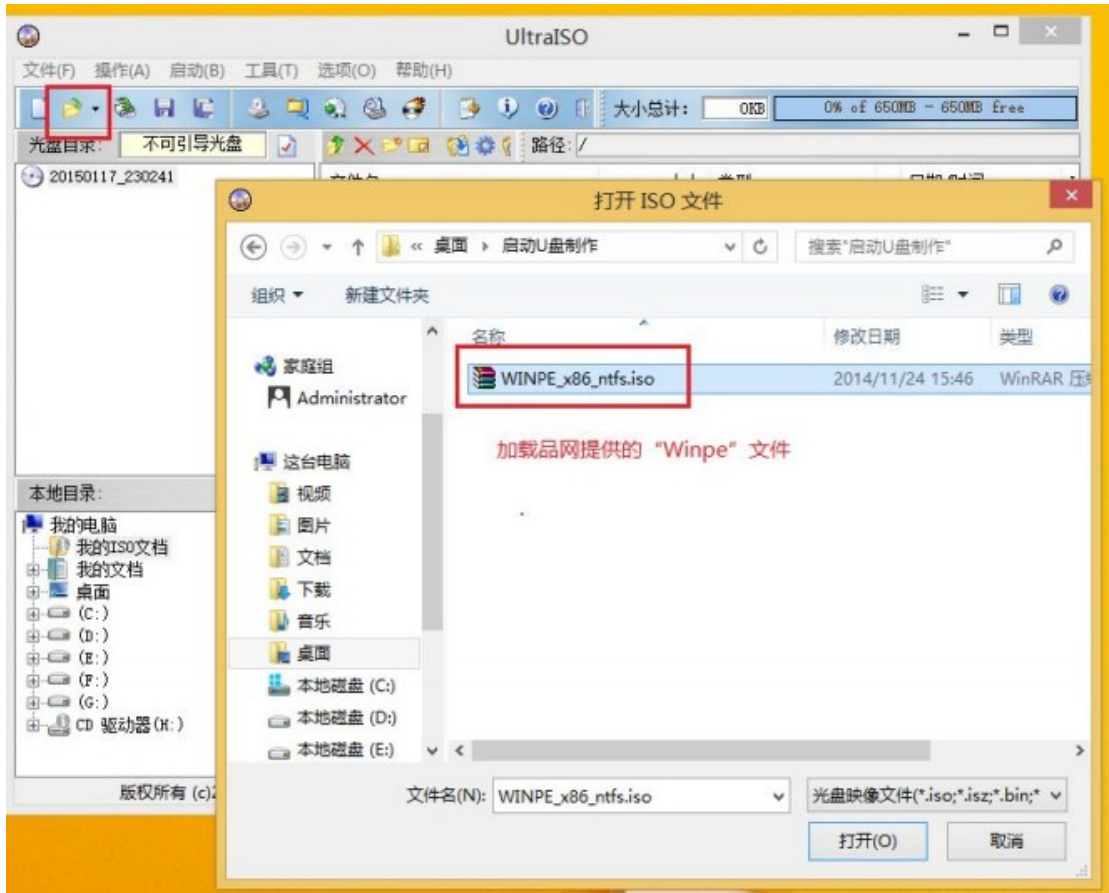 UltraISO
文件(F) 操作(A) 启动(B) 工具(T) 选项(O) 帮助(H)
大小总计: 0KB 0% of 650MB - 650MB free
光盘目录: 不可引导光盘 路径: /
20150117_230241
打开 ISO 文件
« 桌面 启动U盘制作 搜索"启动U盘制作"
组织 新建文件夹
名称 修改日期 类型
家庭组
WINPE_x86_ntfs.iso 2014/11/24 15:46 WinRAR
Administrator
加载品网提供的 “Winpe” 文件
这台电脑
视频
图片
文档
下载
音乐
桌面
本地磁盘 (C:)
本地磁盘 (D:)
本地磁盘 (E:)
本地目录:
我的电脑
我的ISO文档
我的文档
桌面
(C:)
(D:)
(E:)
(F:)
(G:)
CD 驱动器(H:)
版权所有
文件名(N): WINPE_x86_ntfs.iso 光盘映像文件(*.iso;*.isz;*.bin;*
打开(O) 取消